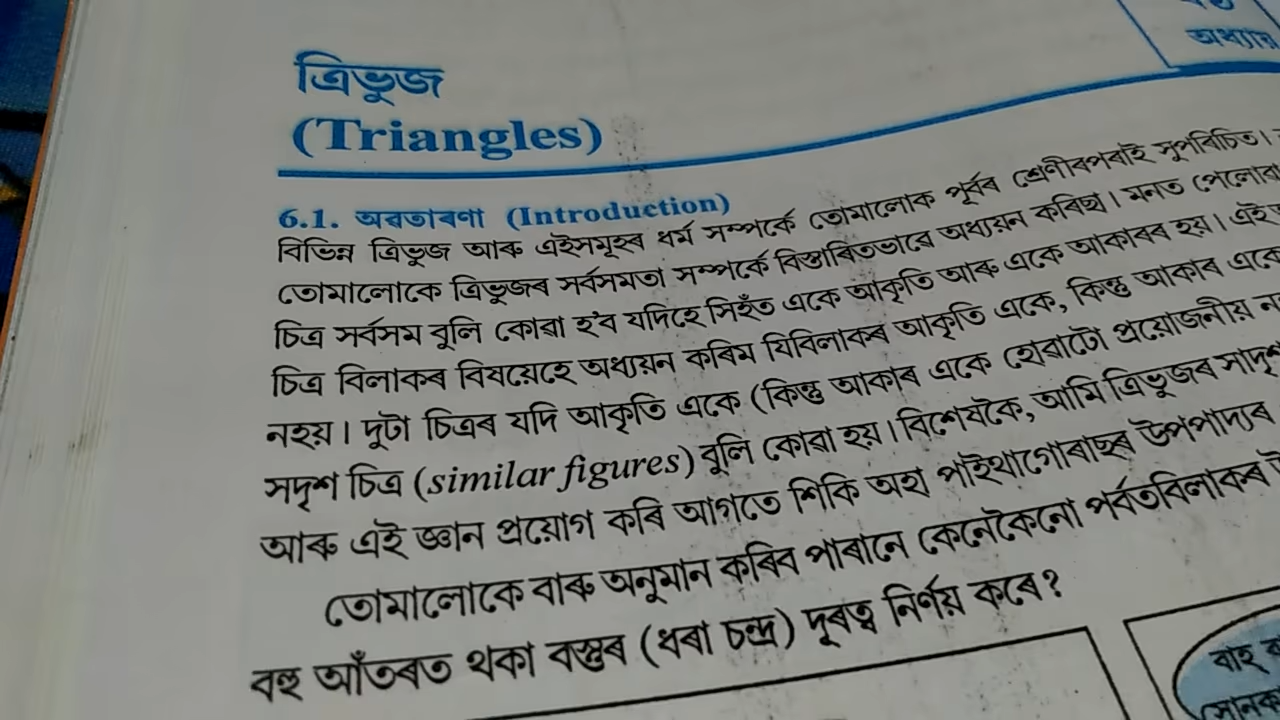 অধ্যায়
ত্ৰিভুজ
(Triangles)
6.1. অৱতাৰণা (Introduction)
বিভিন্ন ত্ৰিভুজ আৰু এইসমূহৰ ধৰ্ম সম্পৰ্কে তোমালোক পূৰ্বৰ শ্ৰেণীৰপৰাই সুপৰিচিত।
তোমালোকে ত্ৰিভুজৰ সৰ্বসমতা সম্পৰ্কে বিস্তাৰিতভাৱে অধ্যয়ন কৰিছা। মনত পেলোৱা
চিত্ৰ সৰ্বসম বুলি কোৱা হ'ব যদিহে সিহঁত একে আকৃতি আৰু একে আকাৰৰ হয়। এই
চিত্ৰ বিলাকৰ বিষয়েহে অধ্যয়ন কৰিম যিবিলাকৰ আকৃতি একে, কিন্তু আকাৰ একে
নহয়। দুটা চিত্ৰৰ যদি আকৃতি একে (কিন্তু আকাৰ একে হোৱাটো প্ৰয়োজনীয়
সদৃশ চিত্ৰ (similar figures) বুলি কোৱা হয়। বিশেষকৈ, আমি ত্ৰিভুজৰ
আৰু এই জ্ঞান প্ৰয়োগ কৰি আগতে শিকি অহা পাইথাগোৰাছৰ উপপাদ্যৰ
তোমালোকে বাৰু অনুমান কৰিব পাৰানে কেনেকৈনো পৰ্বতবিলাকৰ
বহু আঁতৰত থকা বস্তুৰ (ধৰা চন্দ্ৰ) দূৰত্ব নিৰ্ণয় কৰে?